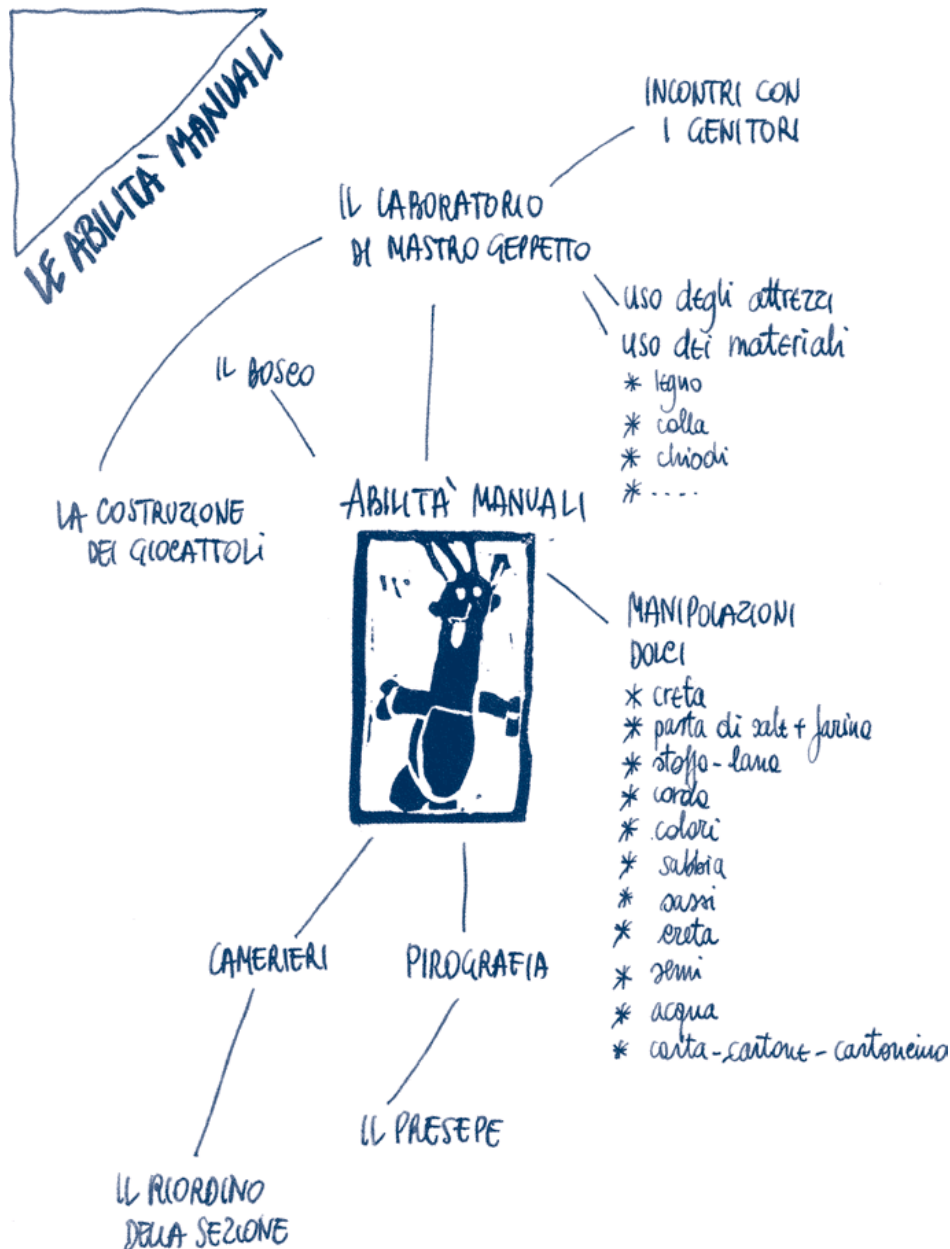 LE ABILITÀ MANUALI
INCONTRI CON
I GENITORI
IL LABORATORIO
DI MASTRO GEPPETTO
uso degli attrezzi
uso dei materiali
* legno
* colla
* chiodi
* ....
IL BOSCO
LA COSTRUZIONE
DEI GIOCATTOLI
ABILITÀ MANUALI
MANIPOLAZIONI
DOLCI
* creta
* pasta di sale + farina
* stoffa - lana
* corda
* colori
* sabbia
* sassi
* creta
* semi
* acqua
* carta - cartone - cartoncino
CAMERIERI
PIROGRAFIA
IL PRESEPE
IL RIORDINO
DELLA SEZIONE